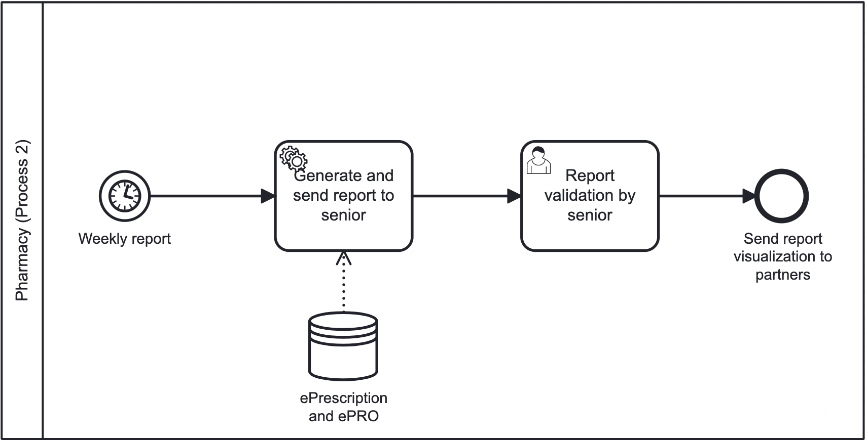 Pharmacy (Process 2)
Weekly report
Generate and
send report to
senior
Report
validation by
senior
Send report
visualization to
partners
ePrescription
and ePRO